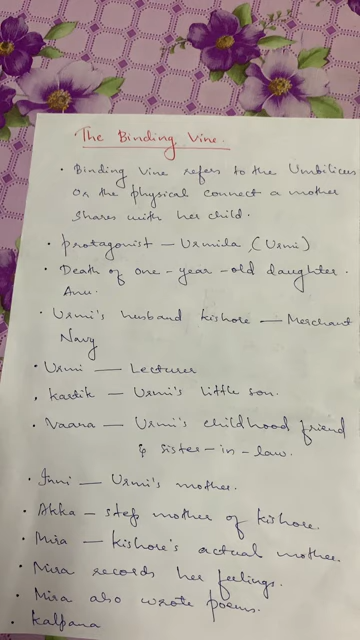 The Binding Vine.
· Binding Vine refers to the Umbilicus
Or the physical connect a mother
Shares with her child.
· protagonist — Urmila (Urmi)
· Death of one-year-old daughter.
Anu.
· Urmi's husband Kishore — Merchant
Navy
· Urmi — Lecturer
· Kartik — Urmi's little son.
· Vaana — Urmi's childhood friend
& sister-in-law.
· Inni — Urmi's mother.
· Akka — step mother of Kishore.
· Mira — Kishore's actual mother.
· Mira records her feelings.
· Mira also wrote poems.
· Kalpana